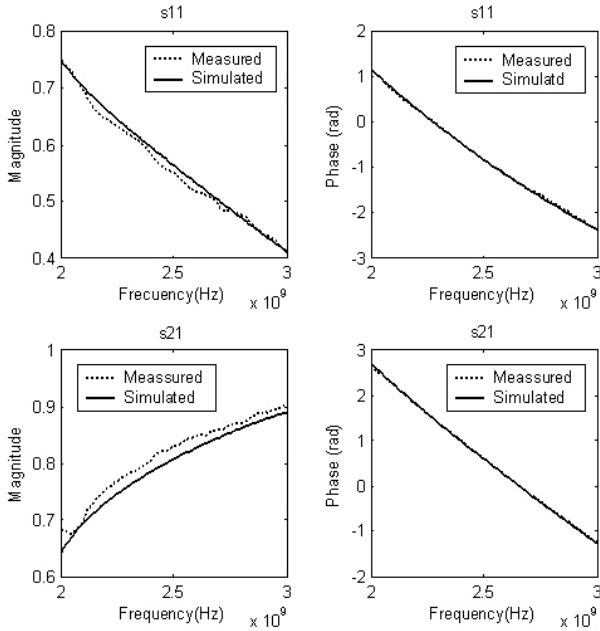 s11
0.8
0.7
0.6
0.5
0.4
Magnitude
Measured
Simulated
2
2.5
3
Frecuency(Hz)
x 10^9
s11
2
1
0
-1
-2
-3
Phase (rad)
Measured
Simulatd
2
2.5
3
Frequency(Hz)
x 10^9
s21
1
0.9
0.8
0.7
0.6
Magnitude
Meassured
Simulated
2
2.5
3
Frequency(Hz)
x 10^9
s21
3
2
1
0
-1
-2
Phase (rad)
Meassured
Simulated
2
2.5
3
Frequency(Hz)
x 10^9